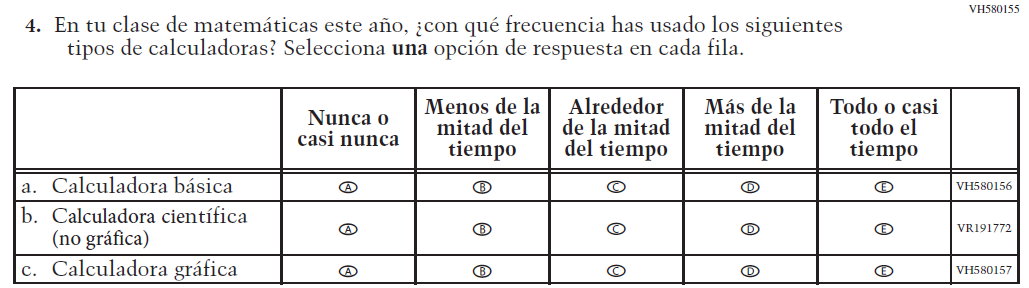 VH580155
4. En tu clase de matemáticas este año, ¿con qué frecuencia has usado los siguientes
tipos de calculadoras? Selecciona una opción de respuesta en cada fila.
Nunca o casi nunca
Menos de la mitad del tiempo
Alrededor de la mitad del tiempo
Más de la mitad del tiempo
Todo o casi todo el tiempo
a. Calculadora básica A B C D E VH580156
b. Calculadora científica
(no gráfica) A B C D E VR191772
c. Calculadora gráfica A B C D E VH580157